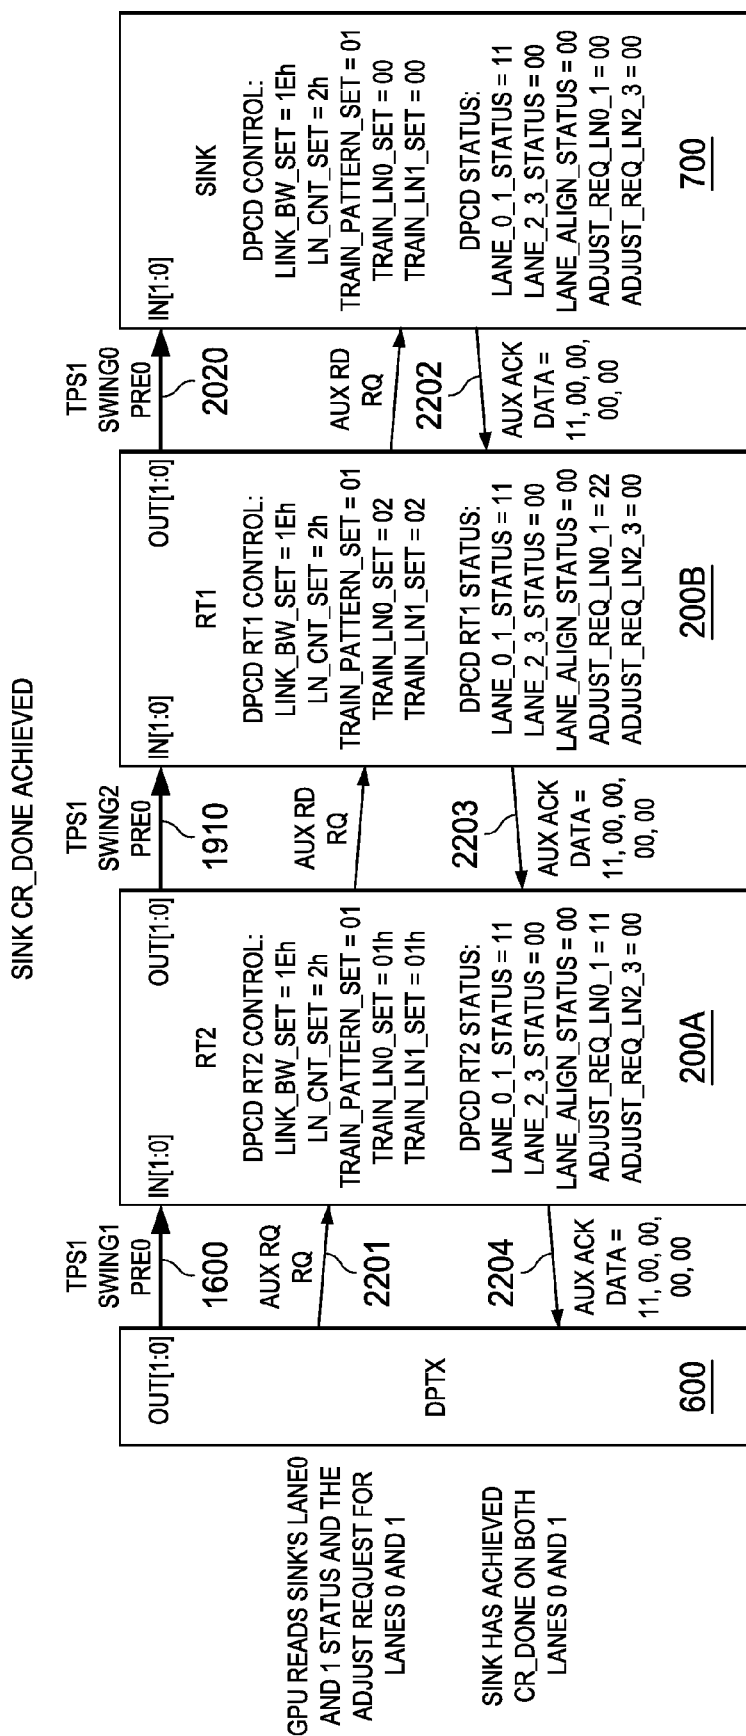 SINK CR_DONE ACHIEVED
GPU READS SINK'S LANE0
AND 1 STATUS AND THE
ADJUST REQUEST FOR
LANES 0 AND 1
SINK HAS ACHIEVED
CR_DONE ON BOTH
LANES 0 AND 1
OUT[1:0]
DPTX
600
TPS1
SWING1
PRE0
1600
AUX RQ
RQ
2201
2204
AUX ACK
DATA =
11, 00, 00,
00, 00
IN[1:0]
RT2
OUT[1:0]
DPCD RT2 CONTROL:
LINK_BW_SET = 1Eh
LN_CNT_SET = 2h
TRAIN_PATTERN_SET = 01
TRAIN_LN0_SET = 01h
TRAIN_LN1_SET = 01h
DPCD RT2 STATUS:
LANE_0_1_STATUS = 11
LANE_2_3_STATUS = 00
LANE_ALIGN_STATUS = 00
ADJUST_REQ_LN0_1 = 11
ADJUST_REQ_LN2_3 = 00
200A
TPS1
SWING2
PRE0
1910
AUX RD
RQ
2203
AUX ACK
DATA =
11, 00, 00,
00, 00
IN[1:0]
RT1
OUT[1:0]
DPCD RT1 CONTROL:
LINK_BW_SET = 1Eh
LN_CNT_SET = 2h
TRAIN_PATTERN_SET = 01
TRAIN_LN0_SET = 02
TRAIN_LN1_SET = 02
DPCD RT1 STATUS:
LANE_0_1_STATUS = 11
LANE_2_3_STATUS = 00
LANE_ALIGN_STATUS = 00
ADJUST_REQ_LN0_1 = 22
ADJUST_REQ_LN2_3 = 00
200B
TPS1
SWING0
PRE0
2020
AUX RD
RQ
2202
AUX ACK
DATA =
11, 00, 00,
00, 00
IN[1:0]
SINK
DPCD CONTROL:
LINK_BW_SET = 1Eh
LN_CNT_SET = 2h
TRAIN_PATTERN_SET = 01
TRAIN_LN0_SET = 00
TRAIN_LN1_SET = 00
DPCD STATUS:
LANE_0_1_STATUS = 11
LANE_2_3_STATUS = 00
LANE_ALIGN_STATUS = 00
ADJUST_REQ_LN0_1 = 00
ADJUST_REQ_LN2_3 = 00
700